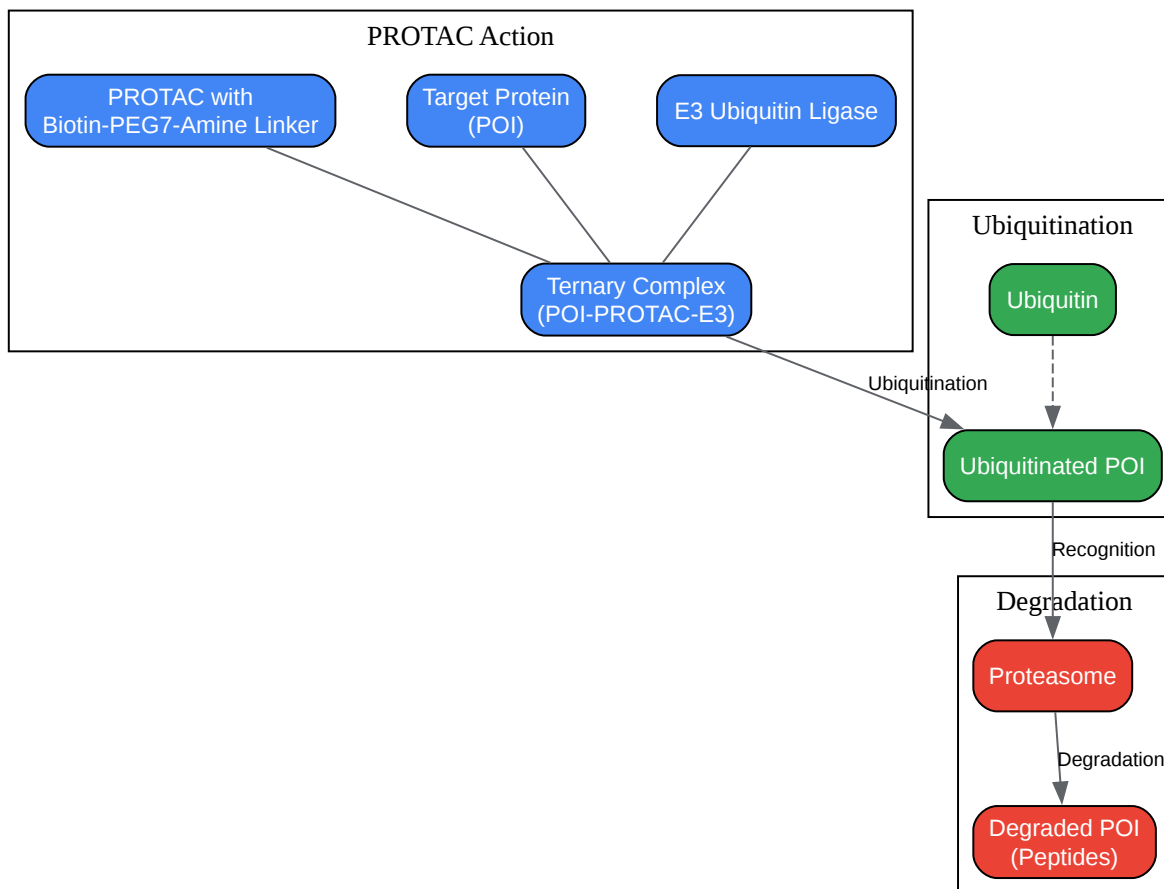 PROTAC Action
PROTAC with
Biotin-PEG7-Amine Linker
Target Protein
(POI)
E3 Ubiquitin Ligase
Ternary Complex
(POI-PROTAC-E3)
Ubiquitination
Ubiquitin
Ubiquitination
Ubiquitinated POI
Recognition
Degradation
Proteasome
Degradation
Degraded POI
(Peptides)